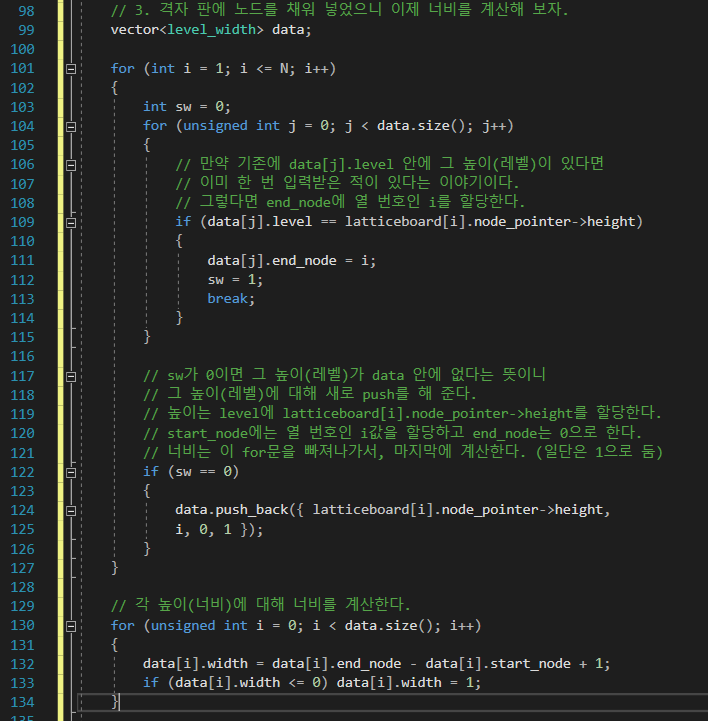 98 // 3. 격자 판에 노드를 채워 넣었으니 이제 너비를 계산해 보자.
99 vector<level_width> data;
100
101 for (int i = 1; i <= N; i++)
102 {
103 int sw = 0;
104 for (unsigned int j = 0; j < data.size(); j++)
105 {
106 // 만약 기존에 data[j].level 안에 그 높이(레벨)이 있다면
107 // 이미 한 번 입력받은 적이 있다는 이야기이다.
108 // 그렇다면 end_node에 열 번호인 i를 할당한다.
109 if (data[j].level == latticeboard[i].node_pointer->height)
110 {
111 data[j].end_node = i;
112 sw = 1;
113 break;
114 }
115 }
116
117 // sw가 0이면 그 높이(레벨)가 data 안에 없다는 뜻이니
118 // 그 높이(레벨)에 대해 새로 push를 해 준다.
119 // 높이는 level에 latticeboard[i].node_pointer->height를 할당한다.
120 // start_node에는 열 번호인 i값을 할당하고 end_node는 0으로 한다.
121 // 너비는 이 for문을 빠져나가서, 마지막에 계산한다. (일단은 1으로 둠)
122 if (sw == 0)
123 {
124 data.push_back({ latticeboard[i].node_pointer->height,
125 i, 0, 1 });
126 }
127 }
128
129 // 각 높이(너비)에 대해 너비를 계산한다.
130 for (unsigned int i = 0; i < data.size(); i++)
131 {
132 data[i].width = data[i].end_node - data[i].start_node + 1;
133 if (data[i].width <= 0) data[i].width = 1;
134 }